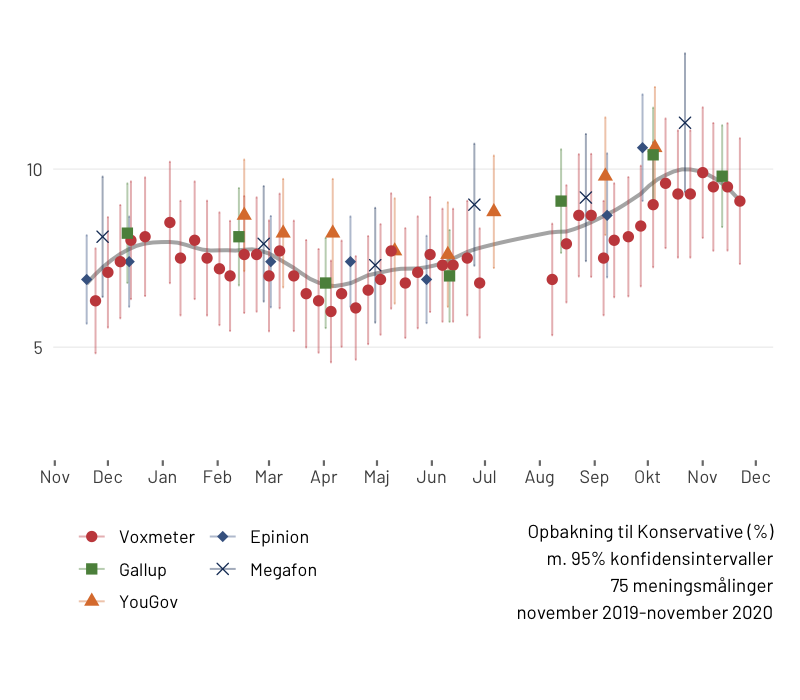 10
5
Nov Dec Jan Feb Mar Apr Maj Jun Jul Aug Sep Okt Nov Dec
Voxmeter Epinion
Gallup Megafon
YouGov
Opbakning til Konservative (%)
m. 95% konfidensintervaller
75 meningsmålinger
november 2019-november 2020